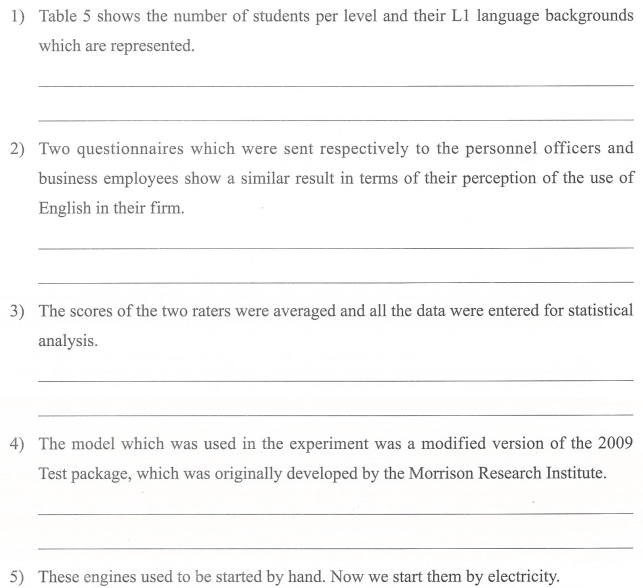 1) Table 5 shows the number of students per level and their L1 language backgrounds
which are represented.
2) Two questionnaires which were sent respectively to the personnel officers and
business employees show a similar result in terms of their perception of the use of
English in their firm.
3) The scores of the two raters were averaged and all the data were entered for statistical
analysis.
4) The model which was used in the experiment was a modified version of the 2009
Test package, which was originally developed by the Morrison Research Institute.
5) These engines used to be started by hand. Now we start them by electricity.